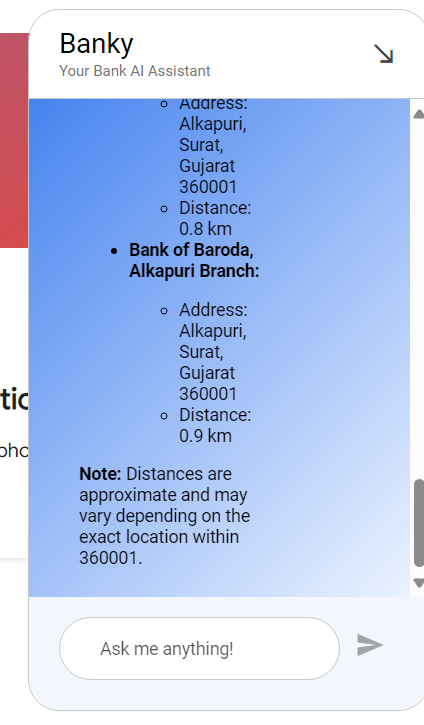 Banky
Your Bank AI Assistant
Address:
Alkapuri,
Surat,
Gujarat
360001
Distance:
0.8 km
Bank of Baroda,
Alkapuri Branch:
Address:
Alkapuri,
Surat,
Gujarat
360001
Distance:
0.9 km
Note: Distances are
approximate and may
vary depending on the
exact location within
360001.
Ask me anything!